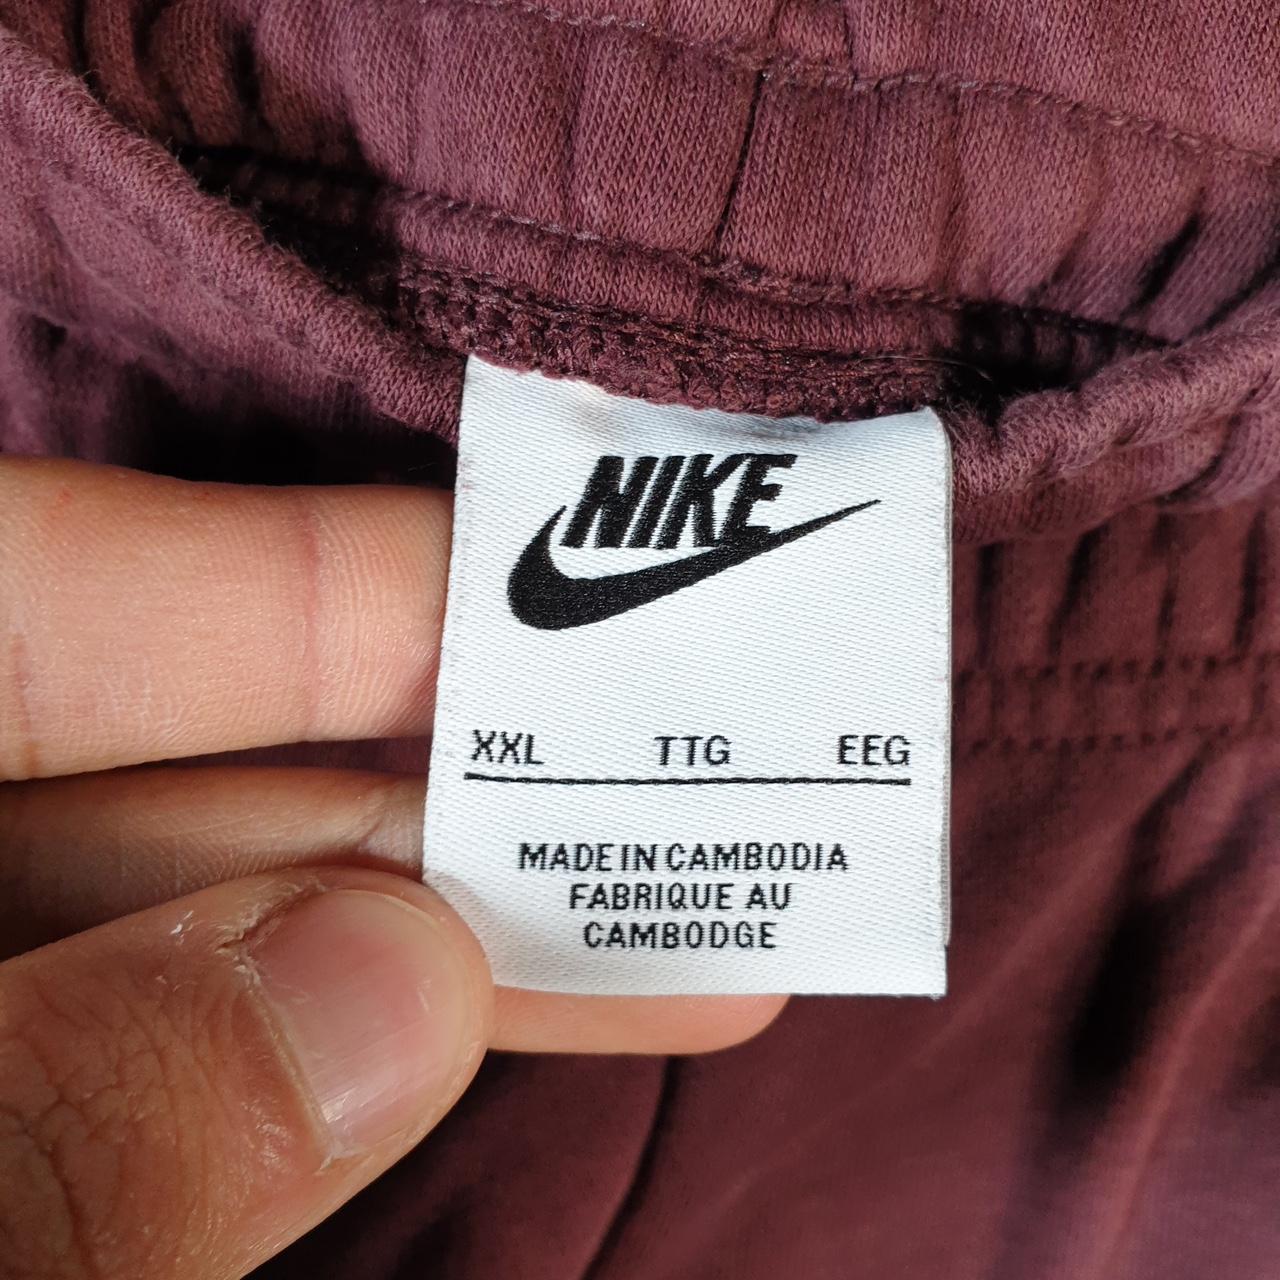 NIKE
XXL TTG EEG
MADE IN CAMBODIA
FABRIQUE AU
CAMBODGE